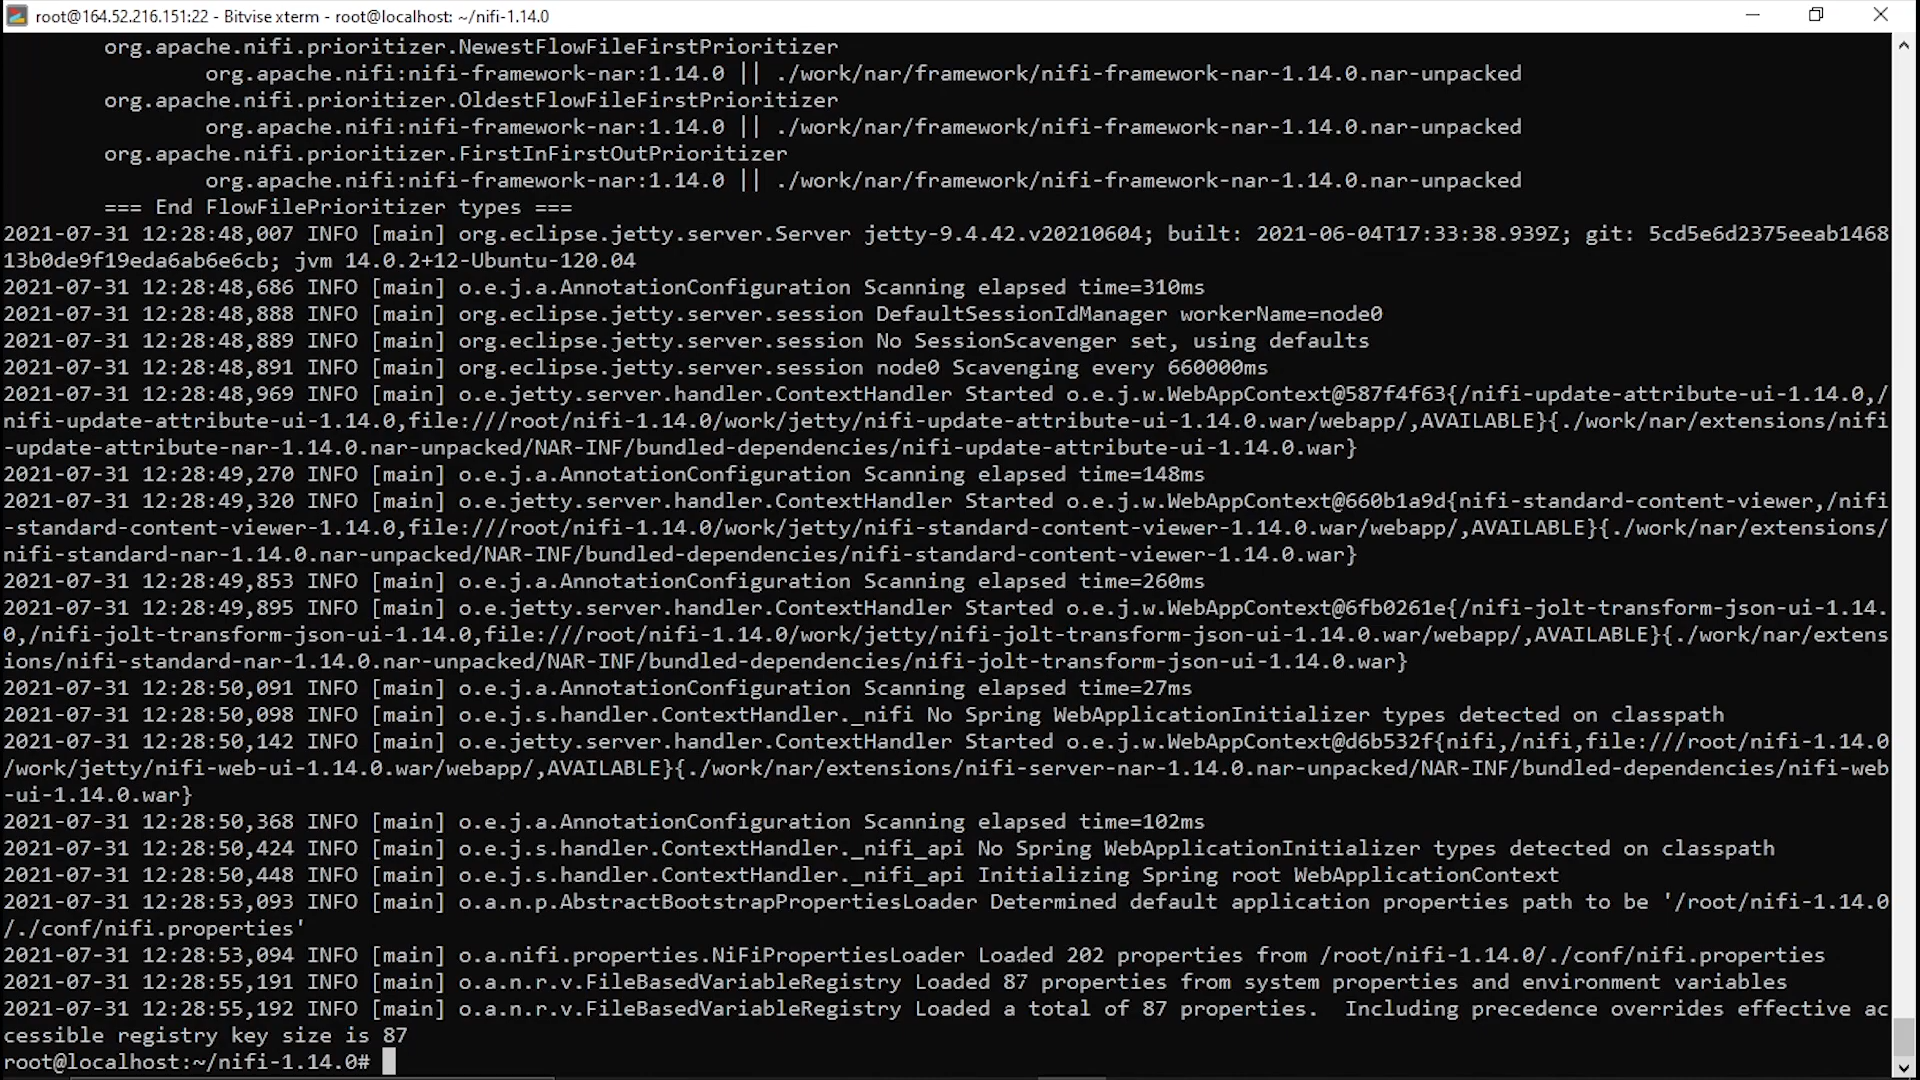 root@164.52.216.151:22 - Bitvise xterm - root@localhost: ~/nifi-1.14.0
org.apache.nifi.prioritizer.NewestFlowFileFirstPrioritizer
org.apache.nifi:nifi-framework-nar:1.14.0 || ./work/nar/framework/nifi-framework-nar-1.14.0.nar-unpacked
org.apache.nifi.prioritizer.OldestFlowFileFirstPrioritizer
org.apache.nifi:nifi-framework-nar:1.14.0 || ./work/nar/framework/nifi-framework-nar-1.14.0.nar-unpacked
org.apache.nifi.prioritizer.FirstInFirstOutPrioritizer
org.apache.nifi:nifi-framework-nar:1.14.0 || ./work/nar/framework/nifi-framework-nar-1.14.0.nar-unpacked
=== End FlowFilePrioritizer types ===
2021-07-31 12:28:48,007 INFO [main] org.eclipse.jetty.server.Server jetty-9.4.42.v20210604; built: 2021-06-04T17:33:38.939Z; git: 5cd5e6d2375eeab1468
13b0de9f19eda6ab6e6cb; jvm 14.0.2+12-Ubuntu-120.04
2021-07-31 12:28:48,686 INFO [main] o.e.j.a.AnnotationConfiguration Scanning elapsed time=310ms
2021-07-31 12:28:48,888 INFO [main] org.eclipse.jetty.server.session DefaultSessionIdManager workerName=node0
2021-07-31 12:28:48,889 INFO [main] org.eclipse.jetty.server.session No SessionScavenger set, using defaults
2021-07-31 12:28:48,891 INFO [main] org.eclipse.jetty.server.session node0 Scavenging every 660000ms
2021-07-31 12:28:48,969 INFO [main] o.e.jetty.server.handler.ContextHandler Started o.e.j.w.WebAppContext@587f4f63{/nifi-update-attribute-ui-1.14.0,/
nifi-update-attribute-ui-1.14.0,file:///root/nifi-1.14.0/work/jetty/nifi-update-attribute-ui-1.14.0.war/webapp/,AVAILABLE}{./work/nar/extensions/nifi
-update-attribute-nar-1.14.0.nar-unpacked/NAR-INF/bundled-dependencies/nifi-update-attribute-ui-1.14.0.war}
2021-07-31 12:28:49,270 INFO [main] o.e.j.a.AnnotationConfiguration Scanning elapsed time=148ms
2021-07-31 12:28:49,320 INFO [main] o.e.jetty.server.handler.ContextHandler Started o.e.j.w.WebAppContext@660b1a9d{nifi-standard-content-viewer,/nifi
-standard-content-viewer-1.14.0,file:///root/nifi-1.14.0/work/jetty/nifi-standard-content-viewer-1.14.0.war/webapp/,AVAILABLE}{./work/nar/extensions/
nifi-standard-nar-1.14.0.nar-unpacked/NAR-INF/bundled-dependencies/nifi-standard-content-viewer-1.14.0.war}
2021-07-31 12:28:49,853 INFO [main] o.e.j.a.AnnotationConfiguration Scanning elapsed time=260ms
2021-07-31 12:28:49,895 INFO [main] o.e.jetty.server.handler.ContextHandler Started o.e.j.w.WebAppContext@6fb0261e{/nifi-jolt-transform-json-ui-1.14.
0,/nifi-jolt-transform-json-ui-1.14.0,file:///root/nifi-1.14.0/work/jetty/nifi-jolt-transform-json-ui-1.14.0.war/webapp/,AVAILABLE}{./work/nar/extens
ions/nifi-standard-nar-1.14.0.nar-unpacked/NAR-INF/bundled-dependencies/nifi-jolt-transform-json-ui-1.14.0.war}
2021-07-31 12:28:50,091 INFO [main] o.e.j.a.AnnotationConfiguration Scanning elapsed time=27ms
2021-07-31 12:28:50,098 INFO [main] o.e.j.s.handler.ContextHandler._nifi No Spring WebApplicationInitializer types detected on classpath
2021-07-31 12:28:50,142 INFO [main] o.e.jetty.server.handler.ContextHandler Started o.e.j.w.WebAppContext@d6b532f{nifi,/nifi,file:///root/nifi-1.14.0
/work/jetty/nifi-web-ui-1.14.0.war/webapp/,AVAILABLE}{./work/nar/extensions/nifi-server-nar-1.14.0.nar-unpacked/NAR-INF/bundled-dependencies/nifi-web
-ui-1.14.0.war}
2021-07-31 12:28:50,368 INFO [main] o.e.j.a.AnnotationConfiguration Scanning elapsed time=102ms
2021-07-31 12:28:50,424 INFO [main] o.e.j.s.handler.ContextHandler._nifi_api No Spring WebApplicationInitializer types detected on classpath
2021-07-31 12:28:50,448 INFO [main] o.e.j.s.handler.ContextHandler._nifi_api Initializing Spring root WebApplicationContext
2021-07-31 12:28:53,093 INFO [main] o.a.n.p.AbstractBootstrapPropertiesLoader Determined default application properties path to be '/root/nifi-1.14.0
/./conf/nifi.properties'
2021-07-31 12:28:53,094 INFO [main] o.a.nifi.properties.NiFiPropertiesLoader Loaded 202 properties from /root/nifi-1.14.0/./conf/nifi.properties
2021-07-31 12:28:55,191 INFO [main] o.a.n.r.v.FileBasedVariableRegistry Loaded 87 properties from system properties and environment variables
2021-07-31 12:28:55,192 INFO [main] o.a.n.r.v.FileBasedVariableRegistry Loaded a total of 87 properties.  Including precedence overrides effective ac
cessible registry key size is 87
root@localhost:~/nifi-1.14.0#